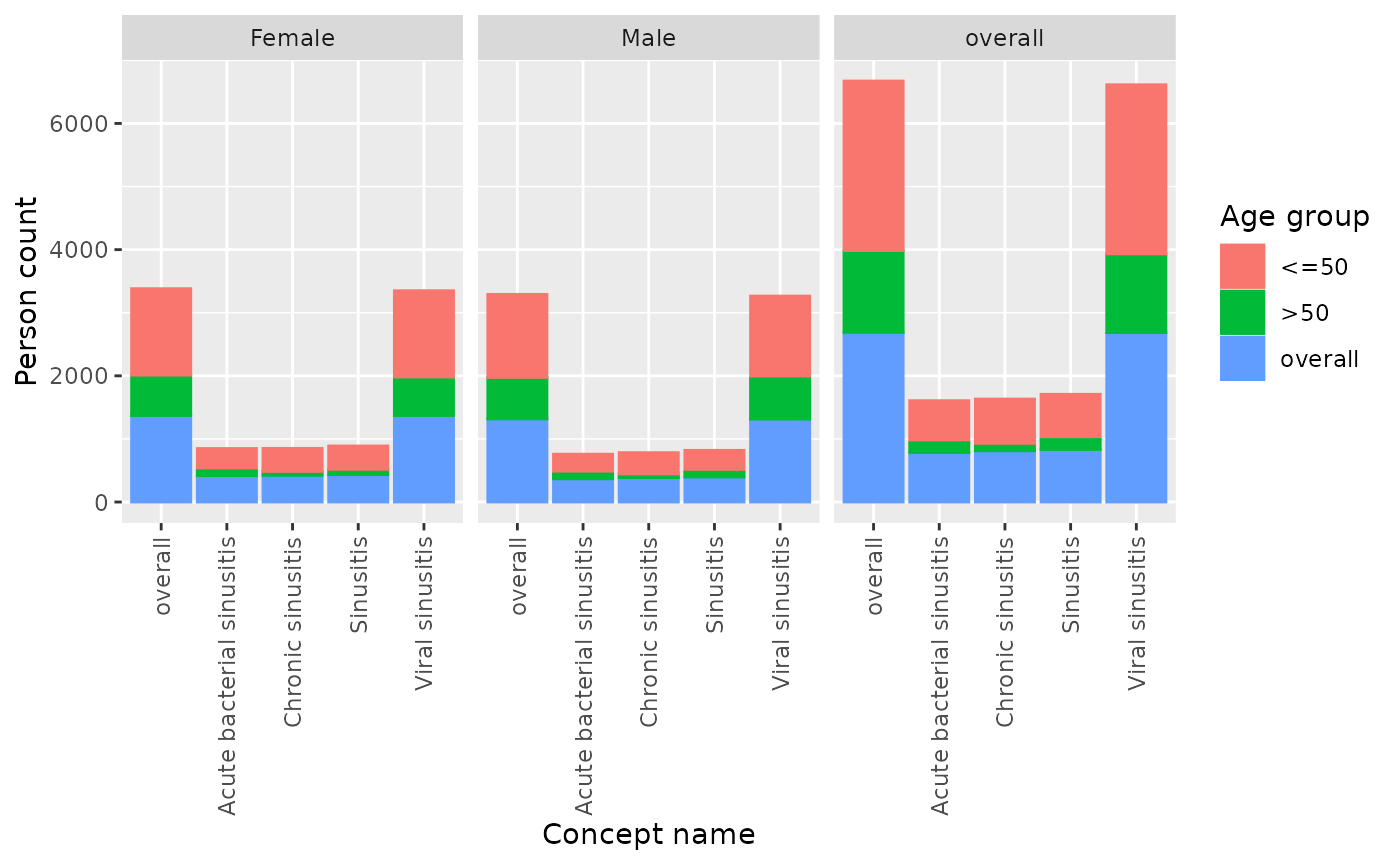 Female
Male
overall
Person count
6000
4000
2000
0
overall
Acute bacterial sinusitis
Chronic sinusitis
Sinusitis
Viral sinusitis
overall
Acute bacterial sinusitis
Chronic sinusitis
Sinusitis
Viral sinusitis
overall
Acute bacterial sinusitis
Chronic sinusitis
Sinusitis
Viral sinusitis
Concept name
Age group
<=50
>50
overall